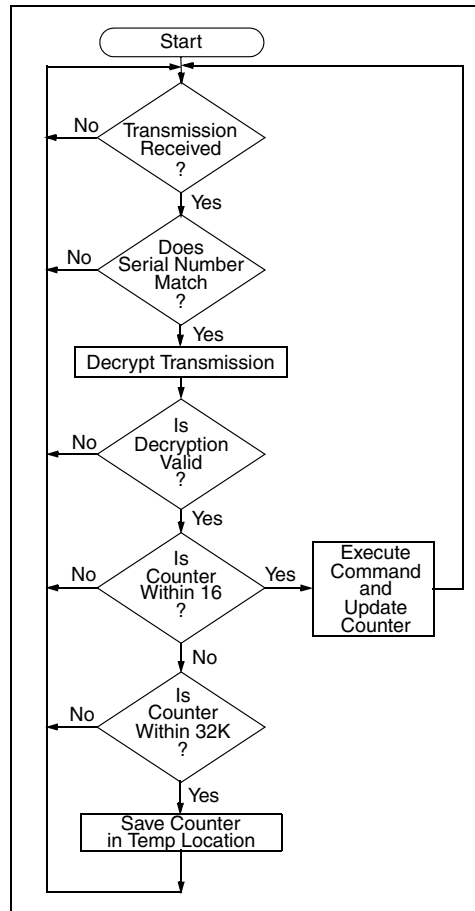 Start
No
Transmission
Received
?
Yes
No
Does
Serial Number
Match
?
Yes
Decrypt Transmission
No
Is
Decryption
Valid
?
Yes
No
Is
Counter
Within 16
?
Yes
Execute
Command
and
Update
Counter
No
No
Is
Counter
Within 32K
?
Yes
Save Counter
in Temp Location